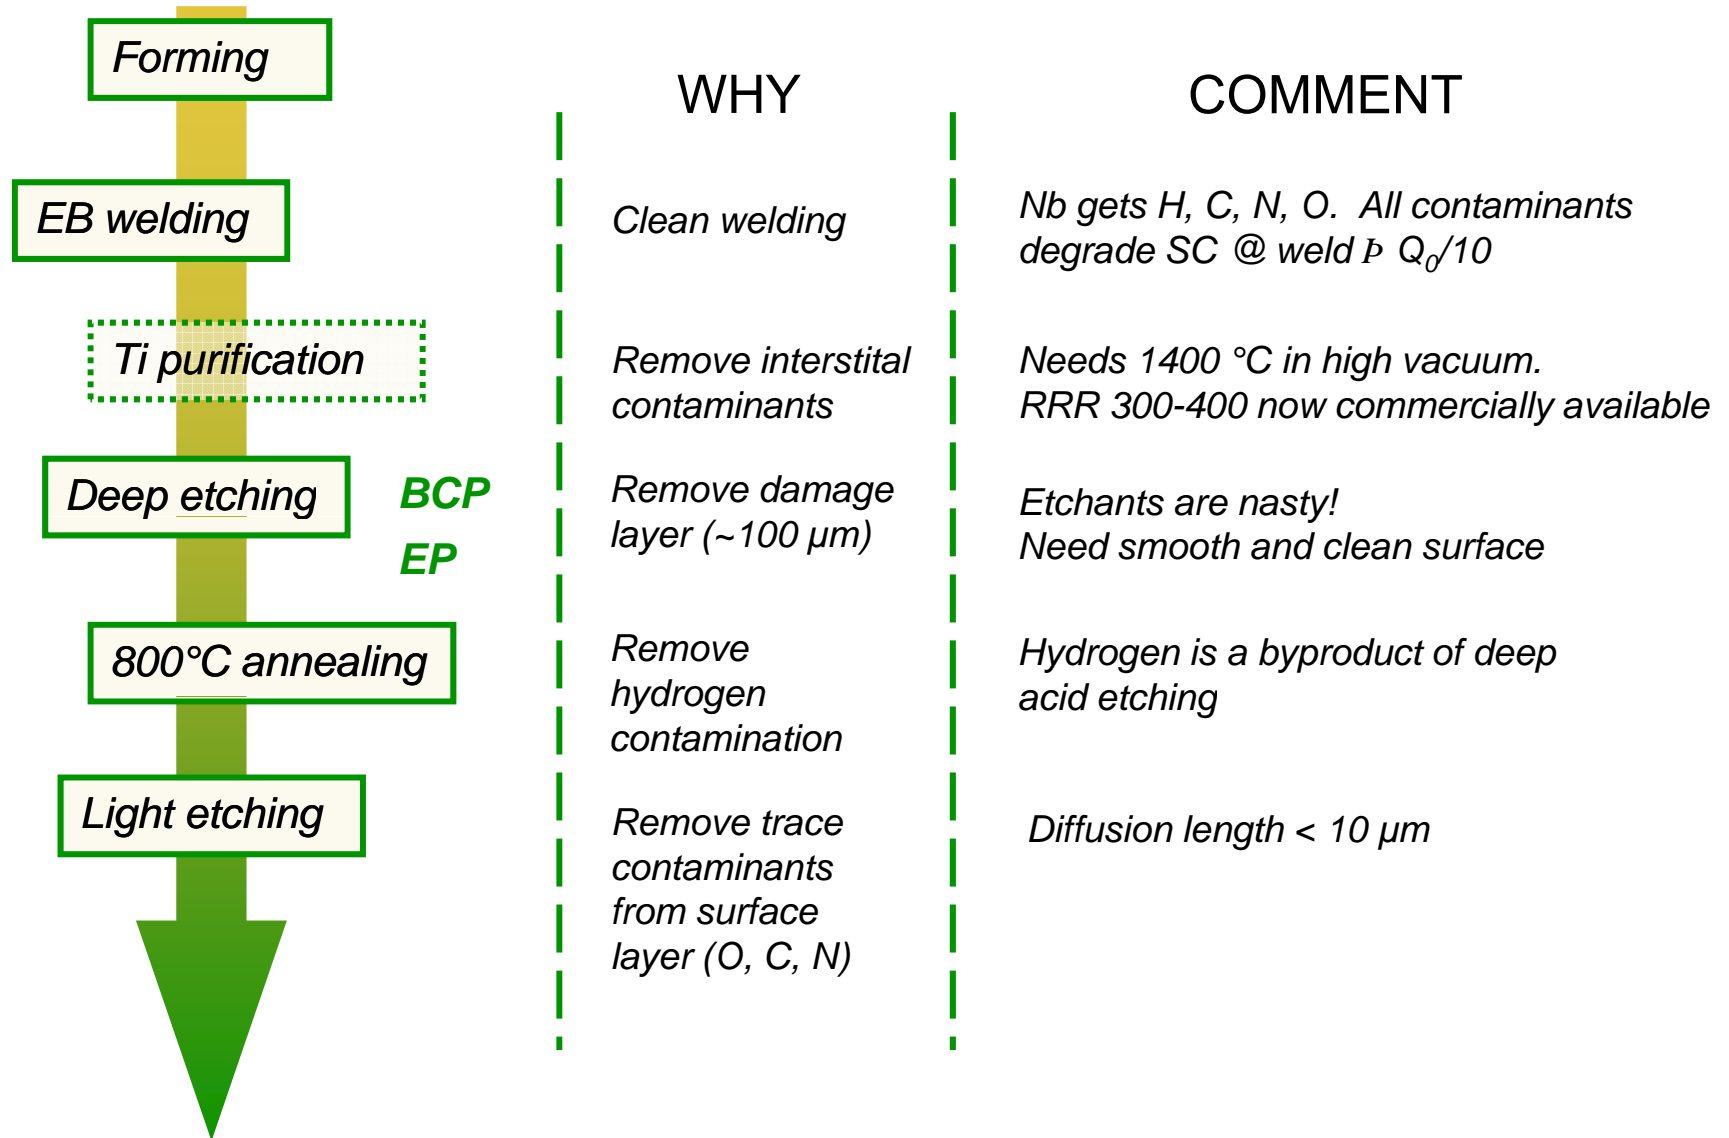 Forming
WHY
COMMENT
EB welding
Clean welding
Nb gets H, C, N, O. All contaminants
degrade SC @ weld Þ Q0/10
Ti purification
Remove interstital
contaminants
Needs 1400 °C in high vacuum.
RRR 300-400 now commercially available
Deep etching
BCP
EP
Remove damage
layer (~100 µm)
Etchants are nasty!
Need smooth and clean surface
800°C annealing
Remove
hydrogen
contamination
Hydrogen is a byproduct of deep
acid etching
Light etching
Remove trace
contaminants
from surface
layer (O, C, N)
Diffusion length < 10 µm